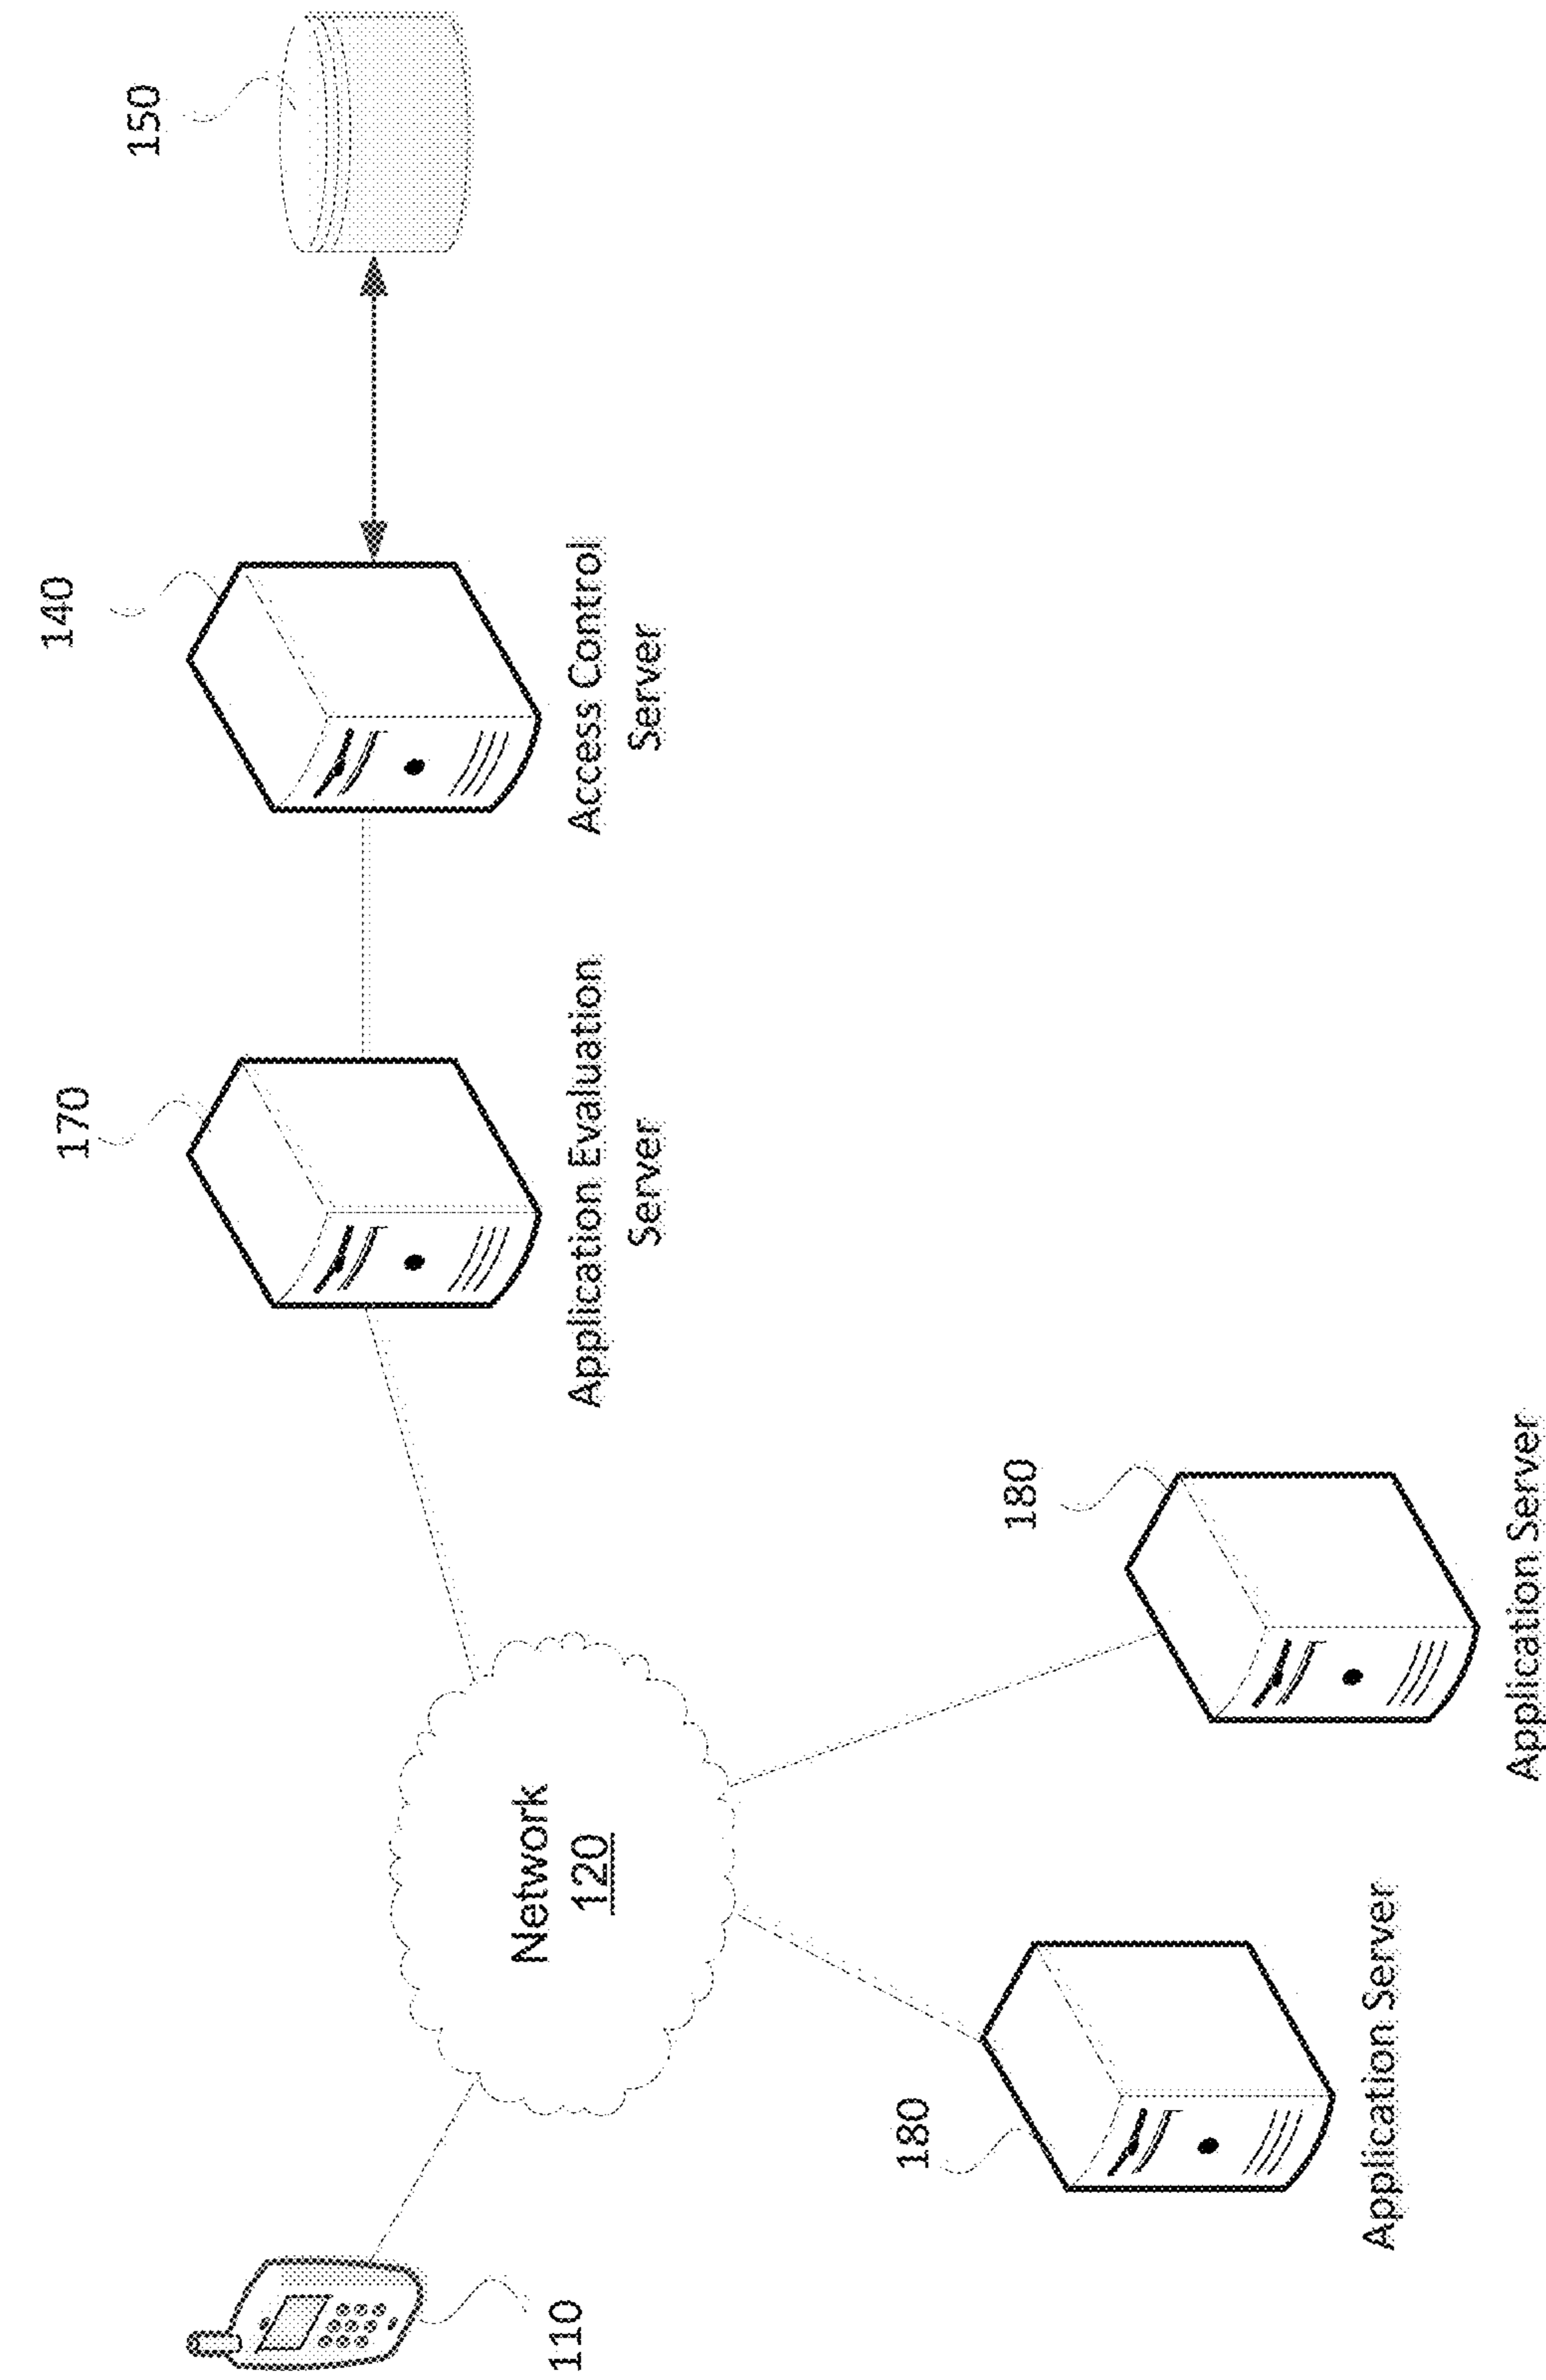 150
140
Access Control
Server
170
Application Evaluation
Server
Network
120
180
Application Server
180
Application Server
110